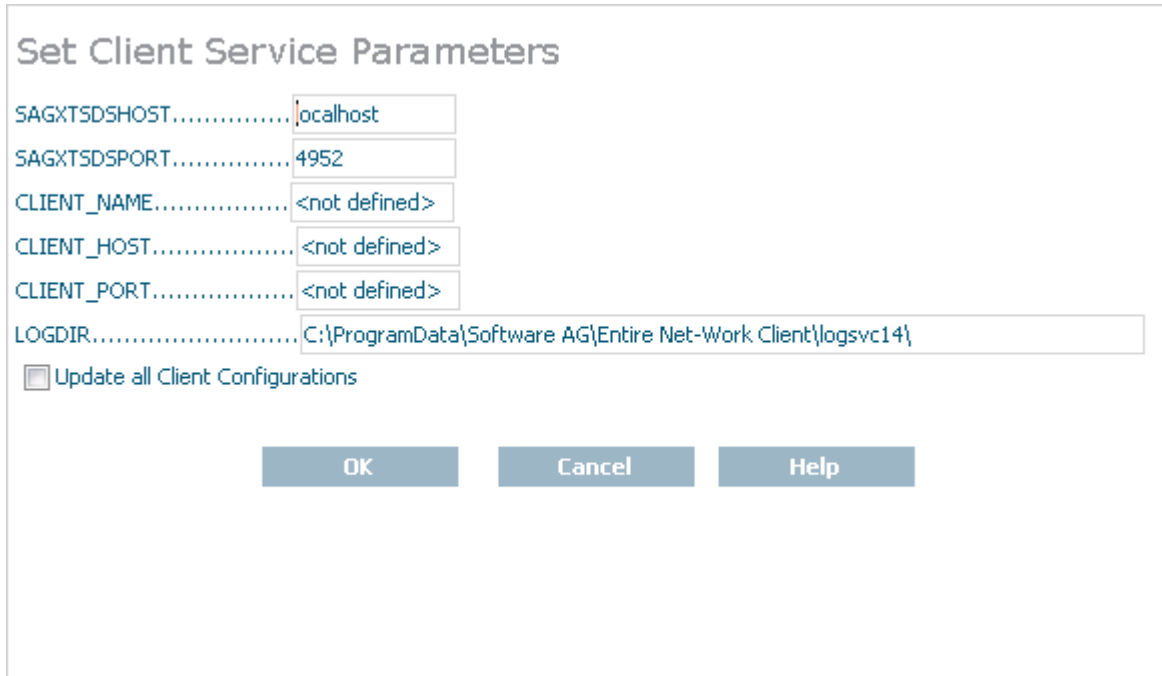 Set Client Service Parameters
SAGXTSDSHOST............... localhost
SAGXTSDSPORT............... 4952
CLIENT_NAME................. <not defined>
CLIENT_HOST.................. <not defined>
CLIENT_PORT.................. <not defined>
LOGDIR.......................... C:\ProgramData\Software AG\Entire Net-Work Client\logsvc14\
Update all Client Configurations
OK Cancel Help